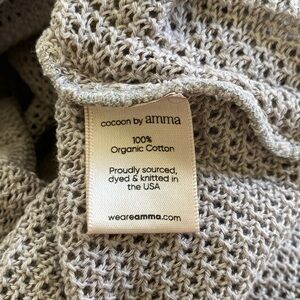 cocoon by amma
100%
Organic Cotton
Proudly sourced,
dyed & knitted in
the USA
weareamma.com